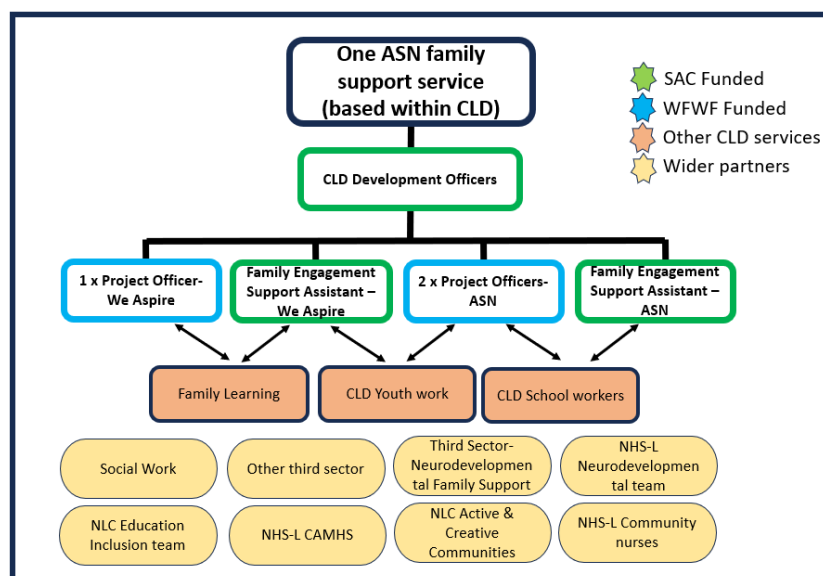 One ASN family
support service
(based within CLD)
SAC Funded
WFWF Funded
Other CLD services
Wider partners
CLD Development Officers
1 x Project Officer-
We Aspire
Family Engagement
Support Assistant –
We Aspire
2 x Project Officers-
ASN
Family Engagement
Support Assistant –
ASN
Family Learning
CLD Youth work
CLD School workers
Social Work
Other third sector
Third Sector-
Neurodevelopmen
tal Family Support
NHS-L
Neurodevelopmen
tal team
NLC Education
Inclusion team
NHS-L CAMHS
NLC Active &
Creative
Communities
NHS-L Community
nurses